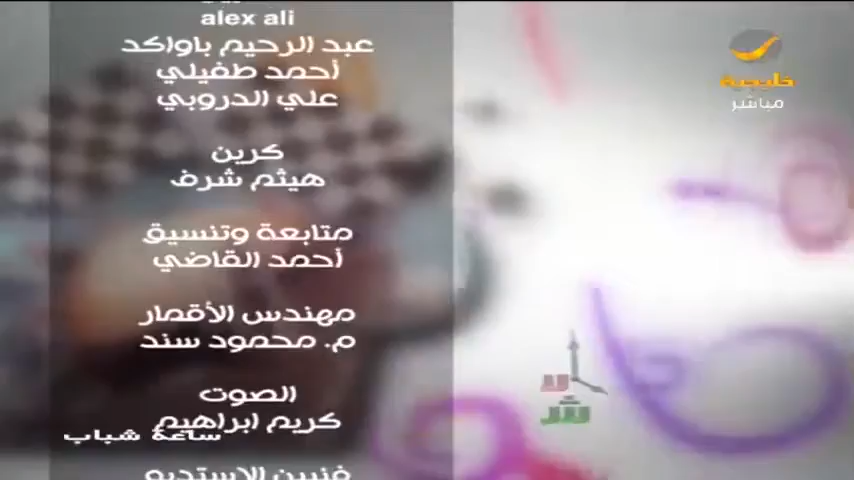 alex ali
عبد الرحيم باواكد
أحمد طفيلي
علي الدروبي
كرين
هيثم شرف
متابعة وتنسيق
أحمد القاضي
مهندس الأقمار
م. محمود سند
الصوت
كريم ابراهيم
ساعة شباب
خليجية
مباشر